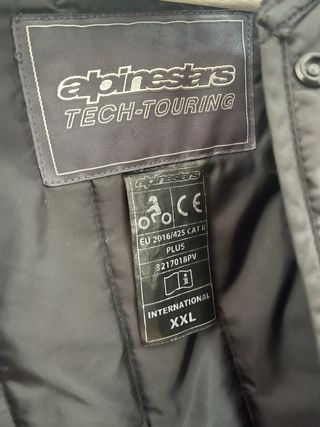 alpinestars
TECH-TOURING
alpinestars
CE
EU 2016/425 CAT II
PLUS
3217018PV
i
INTERNATIONAL
XXL